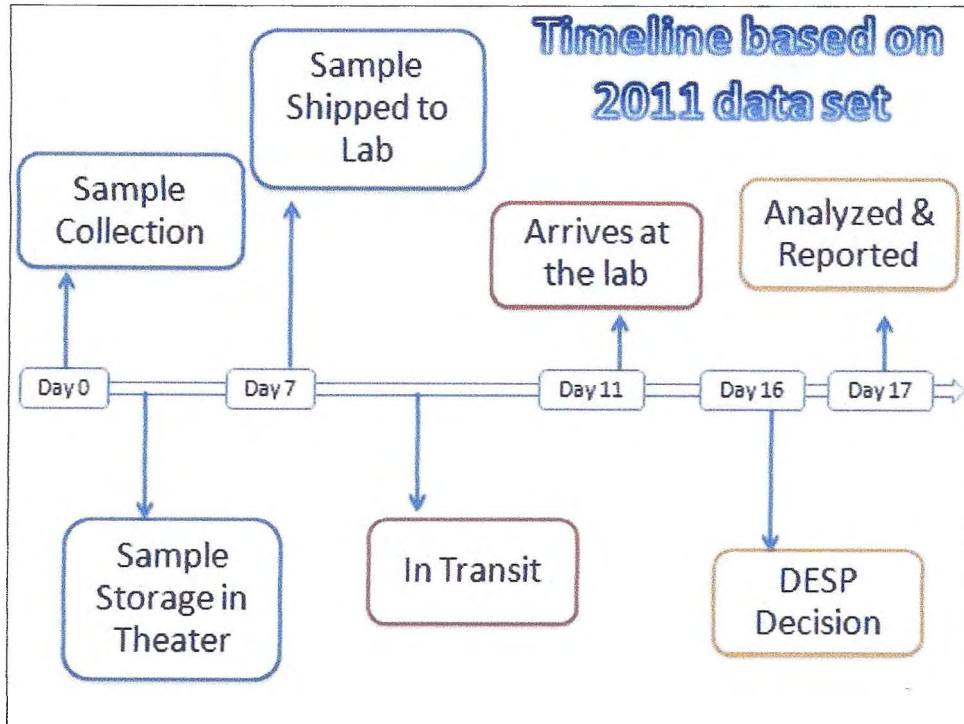 Timeline based on
2011 data set
Sample
Shipped to
Lab
Sample
Collection
Arrives at
the lab
Analyzed &
Reported
Day 0
Day 7
Day 11
Day 16
Day 17
Sample
Storage in
Theater
In Transit
DESP
Decision